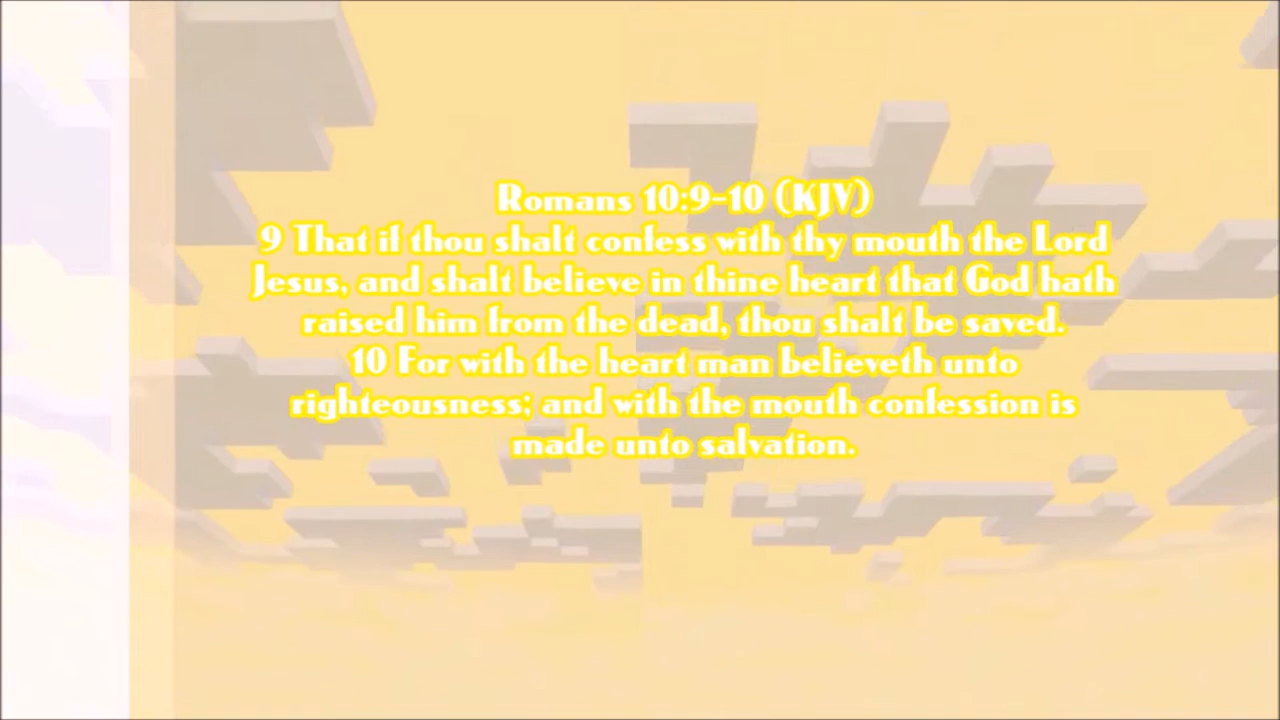 Romans 10:9-10 (KJV)
9 That if thou shalt confess with thy mouth the Lord
Jesus, and shalt believe in thine heart that God hath
raised him from the dead, thou shalt be saved.
10 For with the heart man believeth unto
righteousness; and with the mouth confession is
made unto salvation.